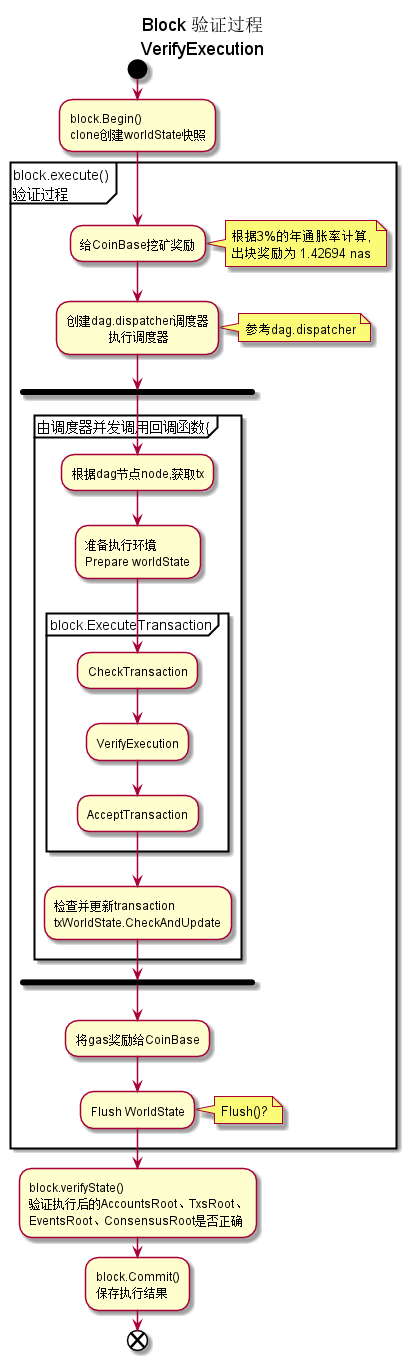 Block 验证过程
VerifyExecution
block.Begin()
clone创建worldState快照
block.execute()
验证过程
给CoinBase挖矿奖励
根据3%的年通胀率计算,
出块奖励为 1.42694 nas
创建dag.dispatcher调度器
执行调度器
参考dag.dispatcher
由调度器并发调用回调函数{
根据dag节点node,获取tx
准备执行环境
Prepare worldState
block.ExecuteTransaction
CheckTransaction
VerifyExecution
AcceptTransaction
检查并更新transaction
txWorldState.CheckAndUpdate
将gas奖励给CoinBase
Flush WorldState
Flush()?
block.verifyState()
验证执行后的AccountsRoot、TxsRoot、
EventsRoot、ConsensusRoot是否正确
block.Commit()
保存执行结果